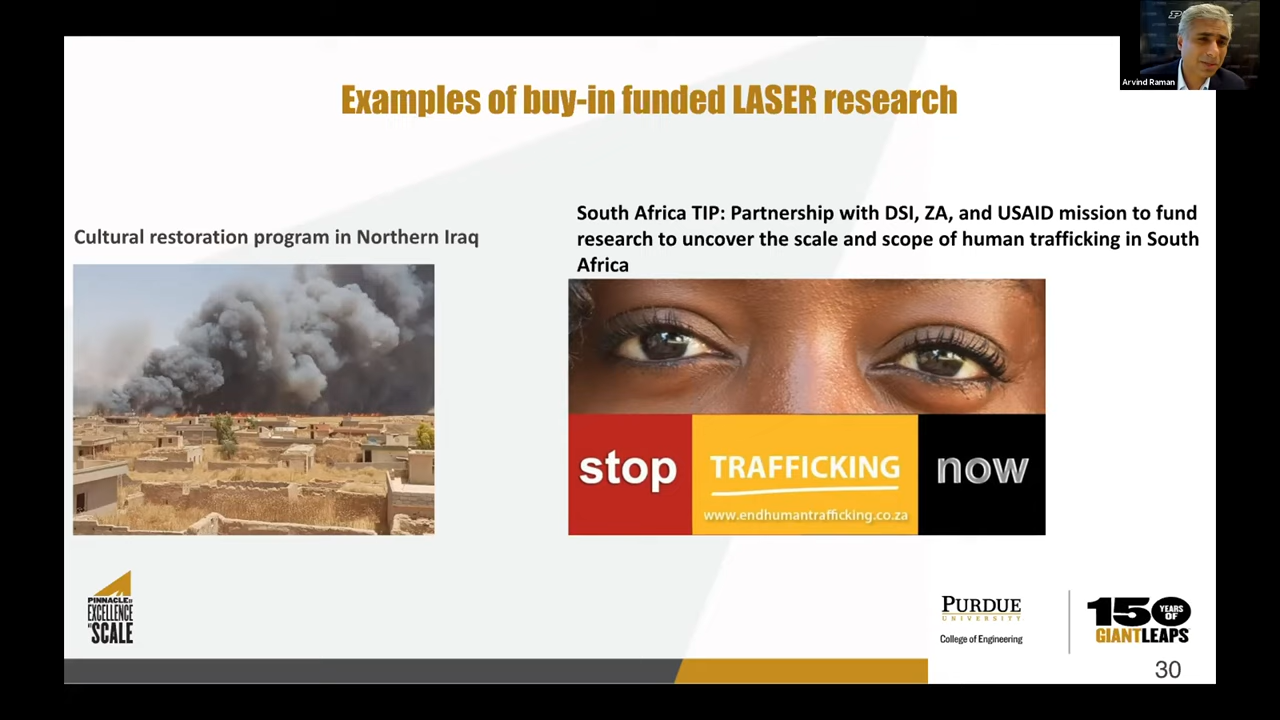 Arvind Raman
Examples of buy-in funded LASER research
Cultural restoration program in Northern Iraq
South Africa TIP: Partnership with DSI, ZA, and USAID mission to fund
research to uncover the scale and scope of human trafficking in South
Africa
stop TRAFFICKING now
www.endhumantrafficking.co.za
PINNACLE OF
EXCELLENCE
AT SCALE
PURDUE
UNIVERSITY
College of Engineering
150 YEARS OF
GIANT LEAPS
30